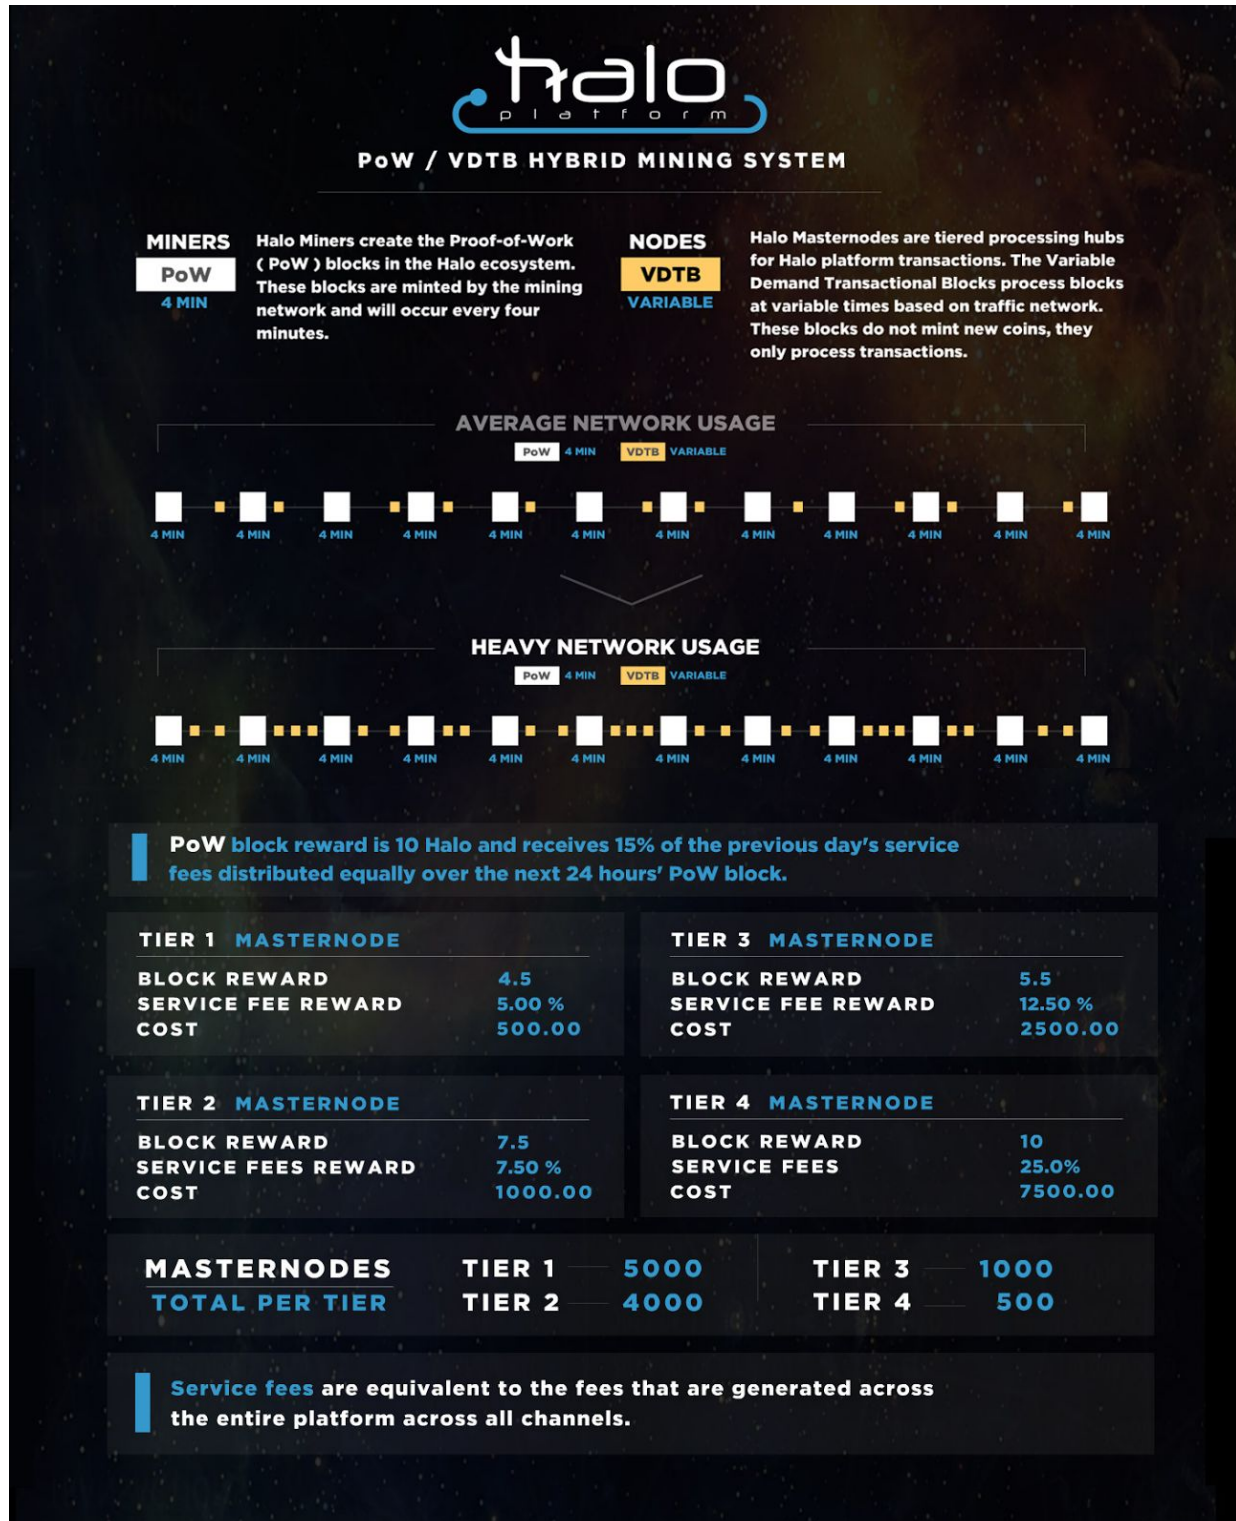 halo
platform
PoW / VDTB HYBRID MINING SYSTEM
MINERS
PoW
4 MIN
Halo Miners create the Proof-of-Work
( PoW ) blocks in the Halo ecosystem.
These blocks are minted by the mining
network and will occur every four
minutes.
NODES
VDTB
VARIABLE
Halo Masternodes are tiered processing hubs
for Halo platform transactions. The Variable
Demand Transactional Blocks process blocks
at variable times based on traffic network.
These blocks do not mint new coins, they
only process transactions.
AVERAGE NETWORK USAGE
PoW 4 MIN VDTB VARIABLE
4 MIN 4 MIN 4 MIN 4 MIN 4 MIN 4 MIN 4 MIN 4 MIN 4 MIN 4 MIN 4 MIN 4 MIN
HEAVY NETWORK USAGE
PoW 4 MIN VDTB VARIABLE
4 MIN 4 MIN 4 MIN 4 MIN 4 MIN 4 MIN 4 MIN 4 MIN 4 MIN 4 MIN 4 MIN 4 MIN
PoW block reward is 10 Halo and receives 15% of the previous day's service
fees distributed equally over the next 24 hours' PoW block.
TIER 1 MASTERNODE
BLOCK REWARD 4.5
SERVICE FEE REWARD 5.00 %
COST 500.00
TIER 3 MASTERNODE
BLOCK REWARD 5.5
SERVICE FEE REWARD 12.50 %
COST 2500.00
TIER 2 MASTERNODE
BLOCK REWARD 7.5
SERVICE FEES REWARD 7.50 %
COST 1000.00
TIER 4 MASTERNODE
BLOCK REWARD 10
SERVICE FEES 25.0%
COST 7500.00
MASTERNODES
TOTAL PER TIER
TIER 1 5000
TIER 2 4000
TIER 3 1000
TIER 4 500
Service fees are equivalent to the fees that are generated across
the entire platform across all channels.